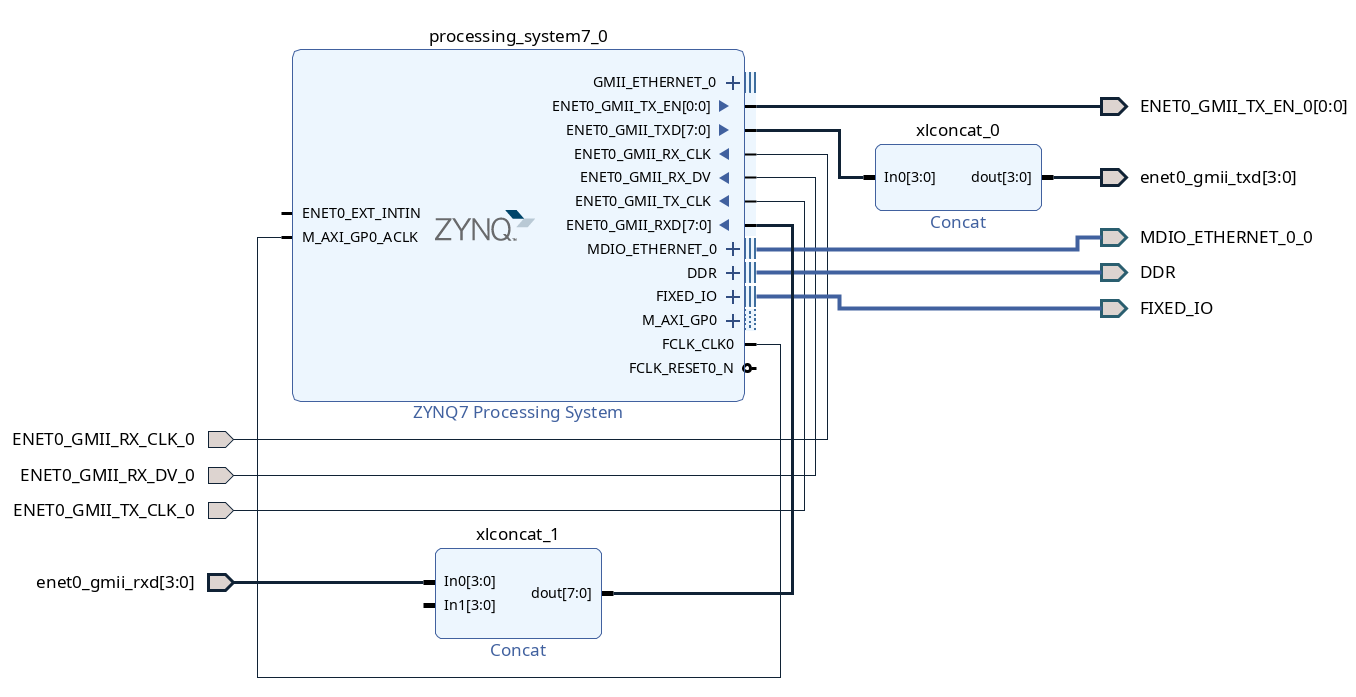 processing_system7_0
GMII_ETHERNET_0
ENET0_GMII_TX_EN[0:0]
ENET0_GMII_TXD[7:0]
ENET0_GMII_RX_CLK
ENET0_GMII_RX_DV
ENET0_GMII_TX_CLK
ENET0_GMII_RXD[7:0]
MDIO_ETHERNET_0
DDR
FIXED_IO
M_AXI_GP0
FCLK_CLK0
FCLK_RESET0_N
ENET0_EXT_INTIN
M_AXI_GP0_ACLK
ZYNQ
ZYNQ7 Processing System
xlconcat_0
In0[3:0]
dout[3:0]
Concat
ENET0_GMII_TX_EN_0[0:0]
enet0_gmii_txd[3:0]
MDIO_ETHERNET_0_0
DDR
FIXED_IO
ENET0_GMII_RX_CLK_0
ENET0_GMII_RX_DV_0
ENET0_GMII_TX_CLK_0
enet0_gmii_rxd[3:0]
xlconcat_1
In0[3:0]
In1[3:0]
dout[7:0]
Concat